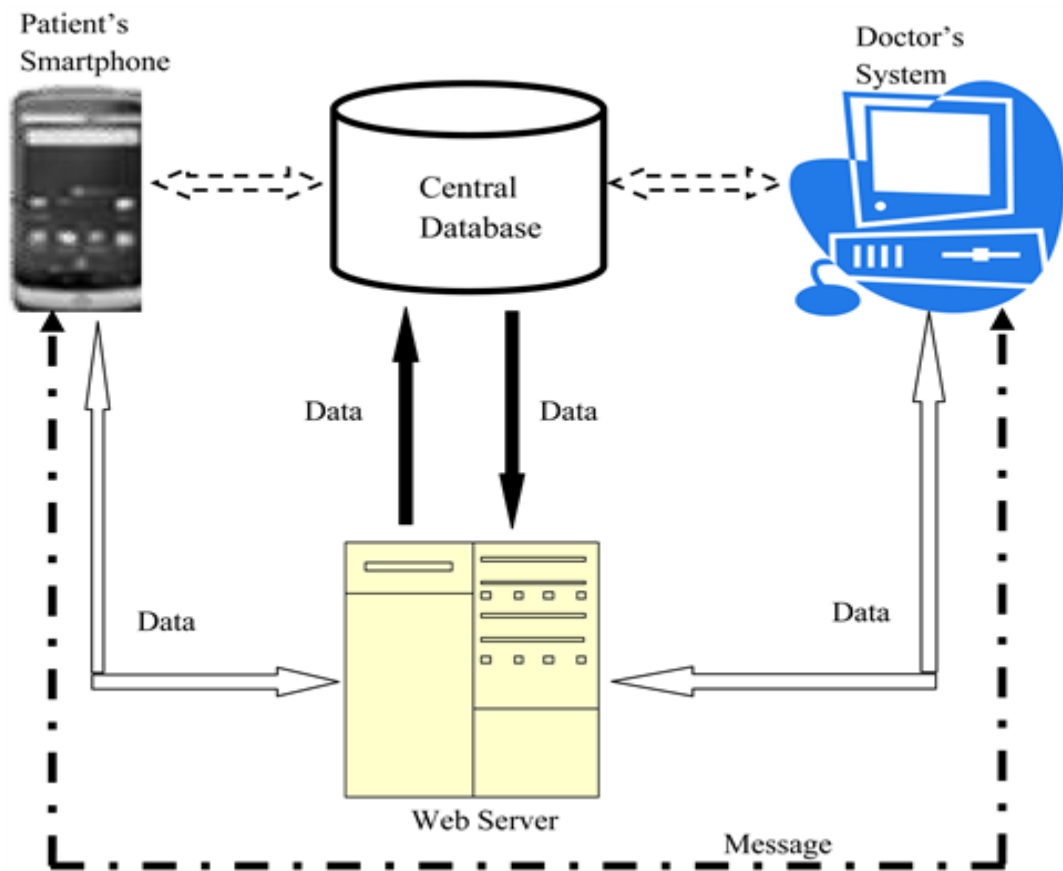 Patient's
Smartphone
Doctor's
System
Central
Database
Data
Data
Data
Data
Web Server
Message